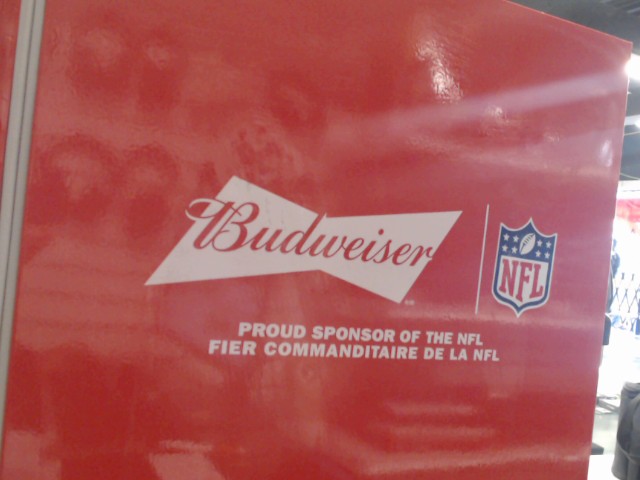 Budweiser
NFL
PROUD SPONSOR OF THE NFL
FIER COMMANDITAIRE DE LA NFL